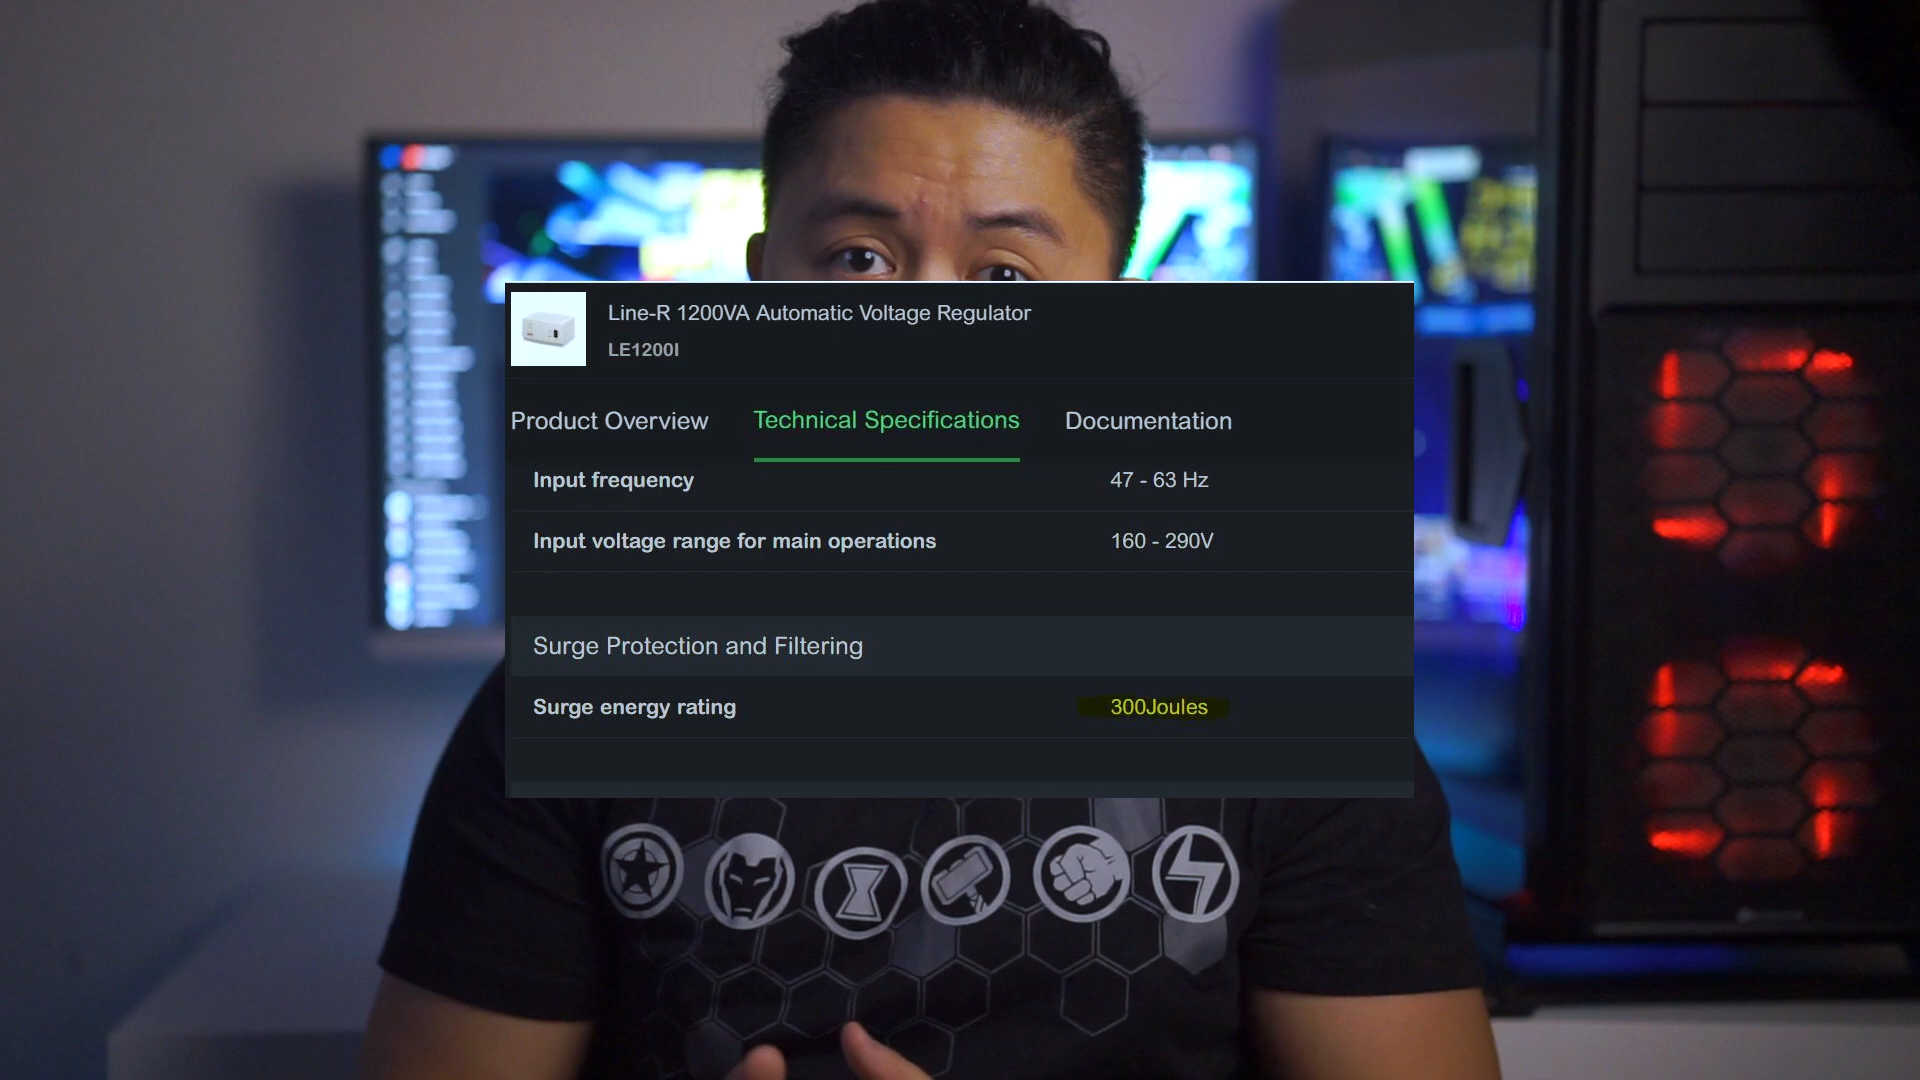 Line-R 1200VA Automatic Voltage Regulator
LE1200I
Product Overview Technical Specifications Documentation
Input frequency 47 - 63 Hz
Input voltage range for main operations 160 - 290V
Surge Protection and Filtering
Surge energy rating 300Joules